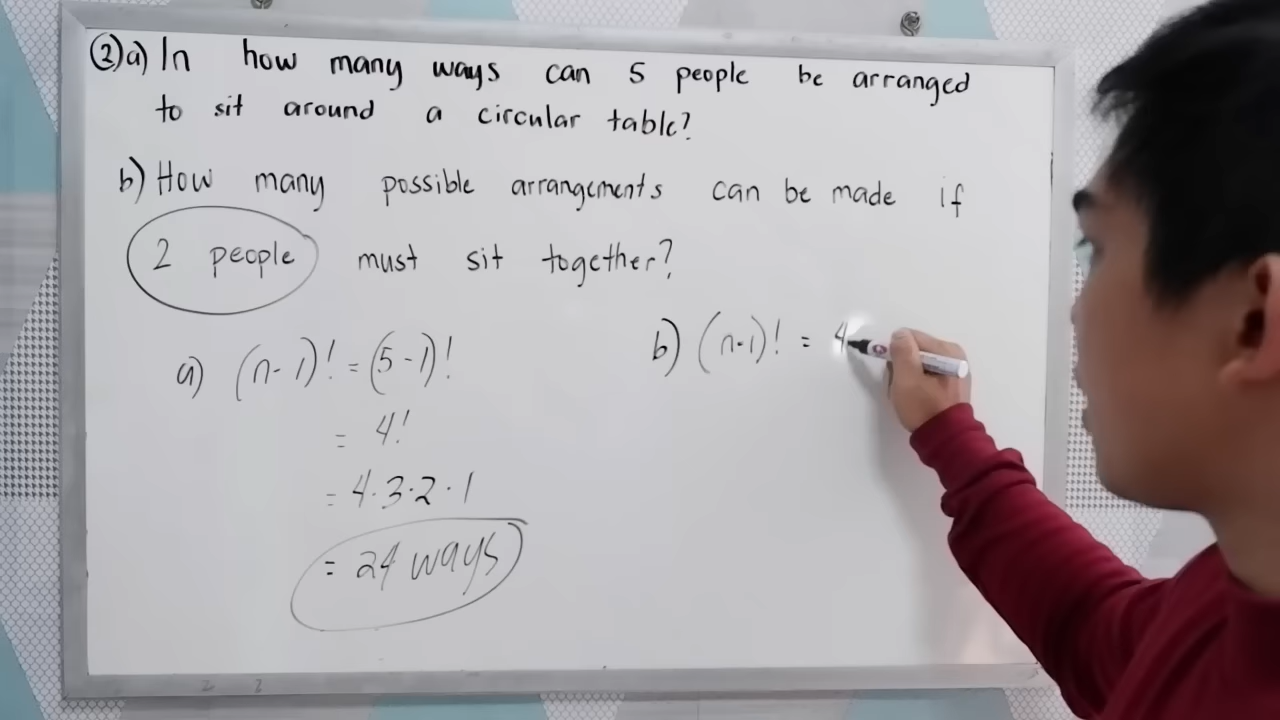 ②a) In how many ways can 5 people be arranged
to sit around a circular table?
b) How many possible arrangements can be made if
2 people must sit together?
a) (n-1)! = (5-1)!
= 4!
= 4·3·2·1
= 24 ways
b) (n-1)! = 4